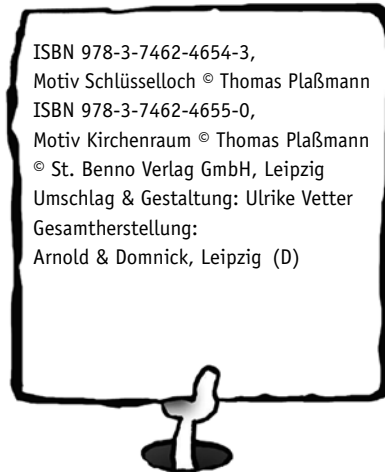 ISBN 978-3-7462-4654-3,
Motiv Schlüsselloch © Thomas Plaßmann
ISBN 978-3-7462-4655-0,
Motiv Kirchenraum © Thomas Plaßmann
© St. Benno Verlag GmbH, Leipzig
Umschlag & Gestaltung: Ulrike Vetter
Gesamtherstellung:
Arnold & Domnick, Leipzig (D)